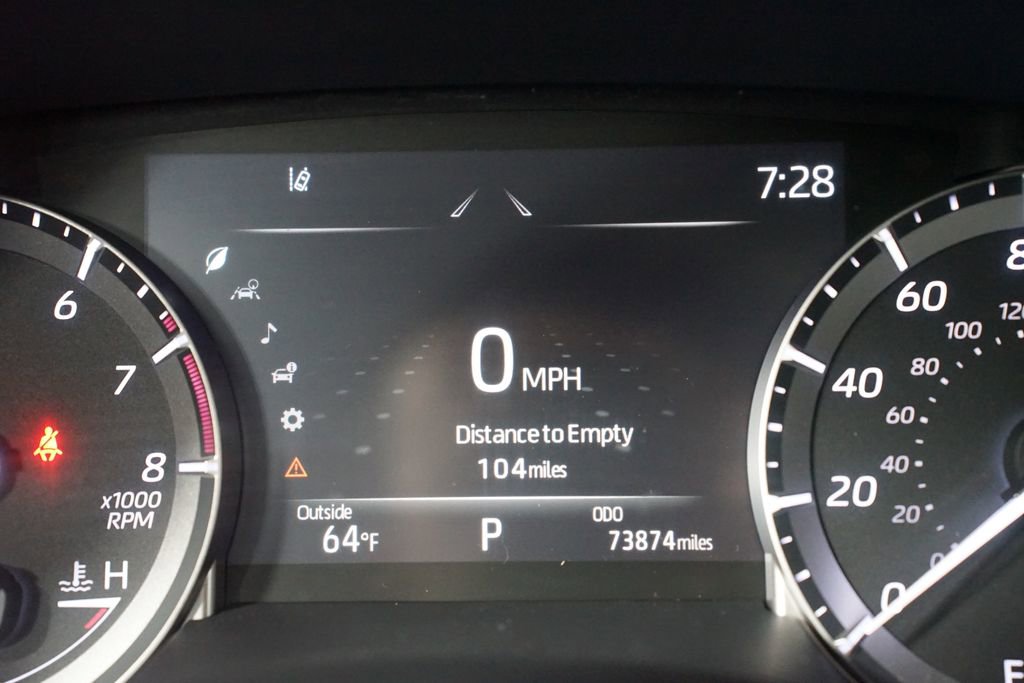 7:28
6
7
8
x1000
RPM
H
0 MPH
Distance to Empty
104 miles
Outside
64°F
P
ODO
73874 miles
60
40
20
0
100
80
60
40
20
0